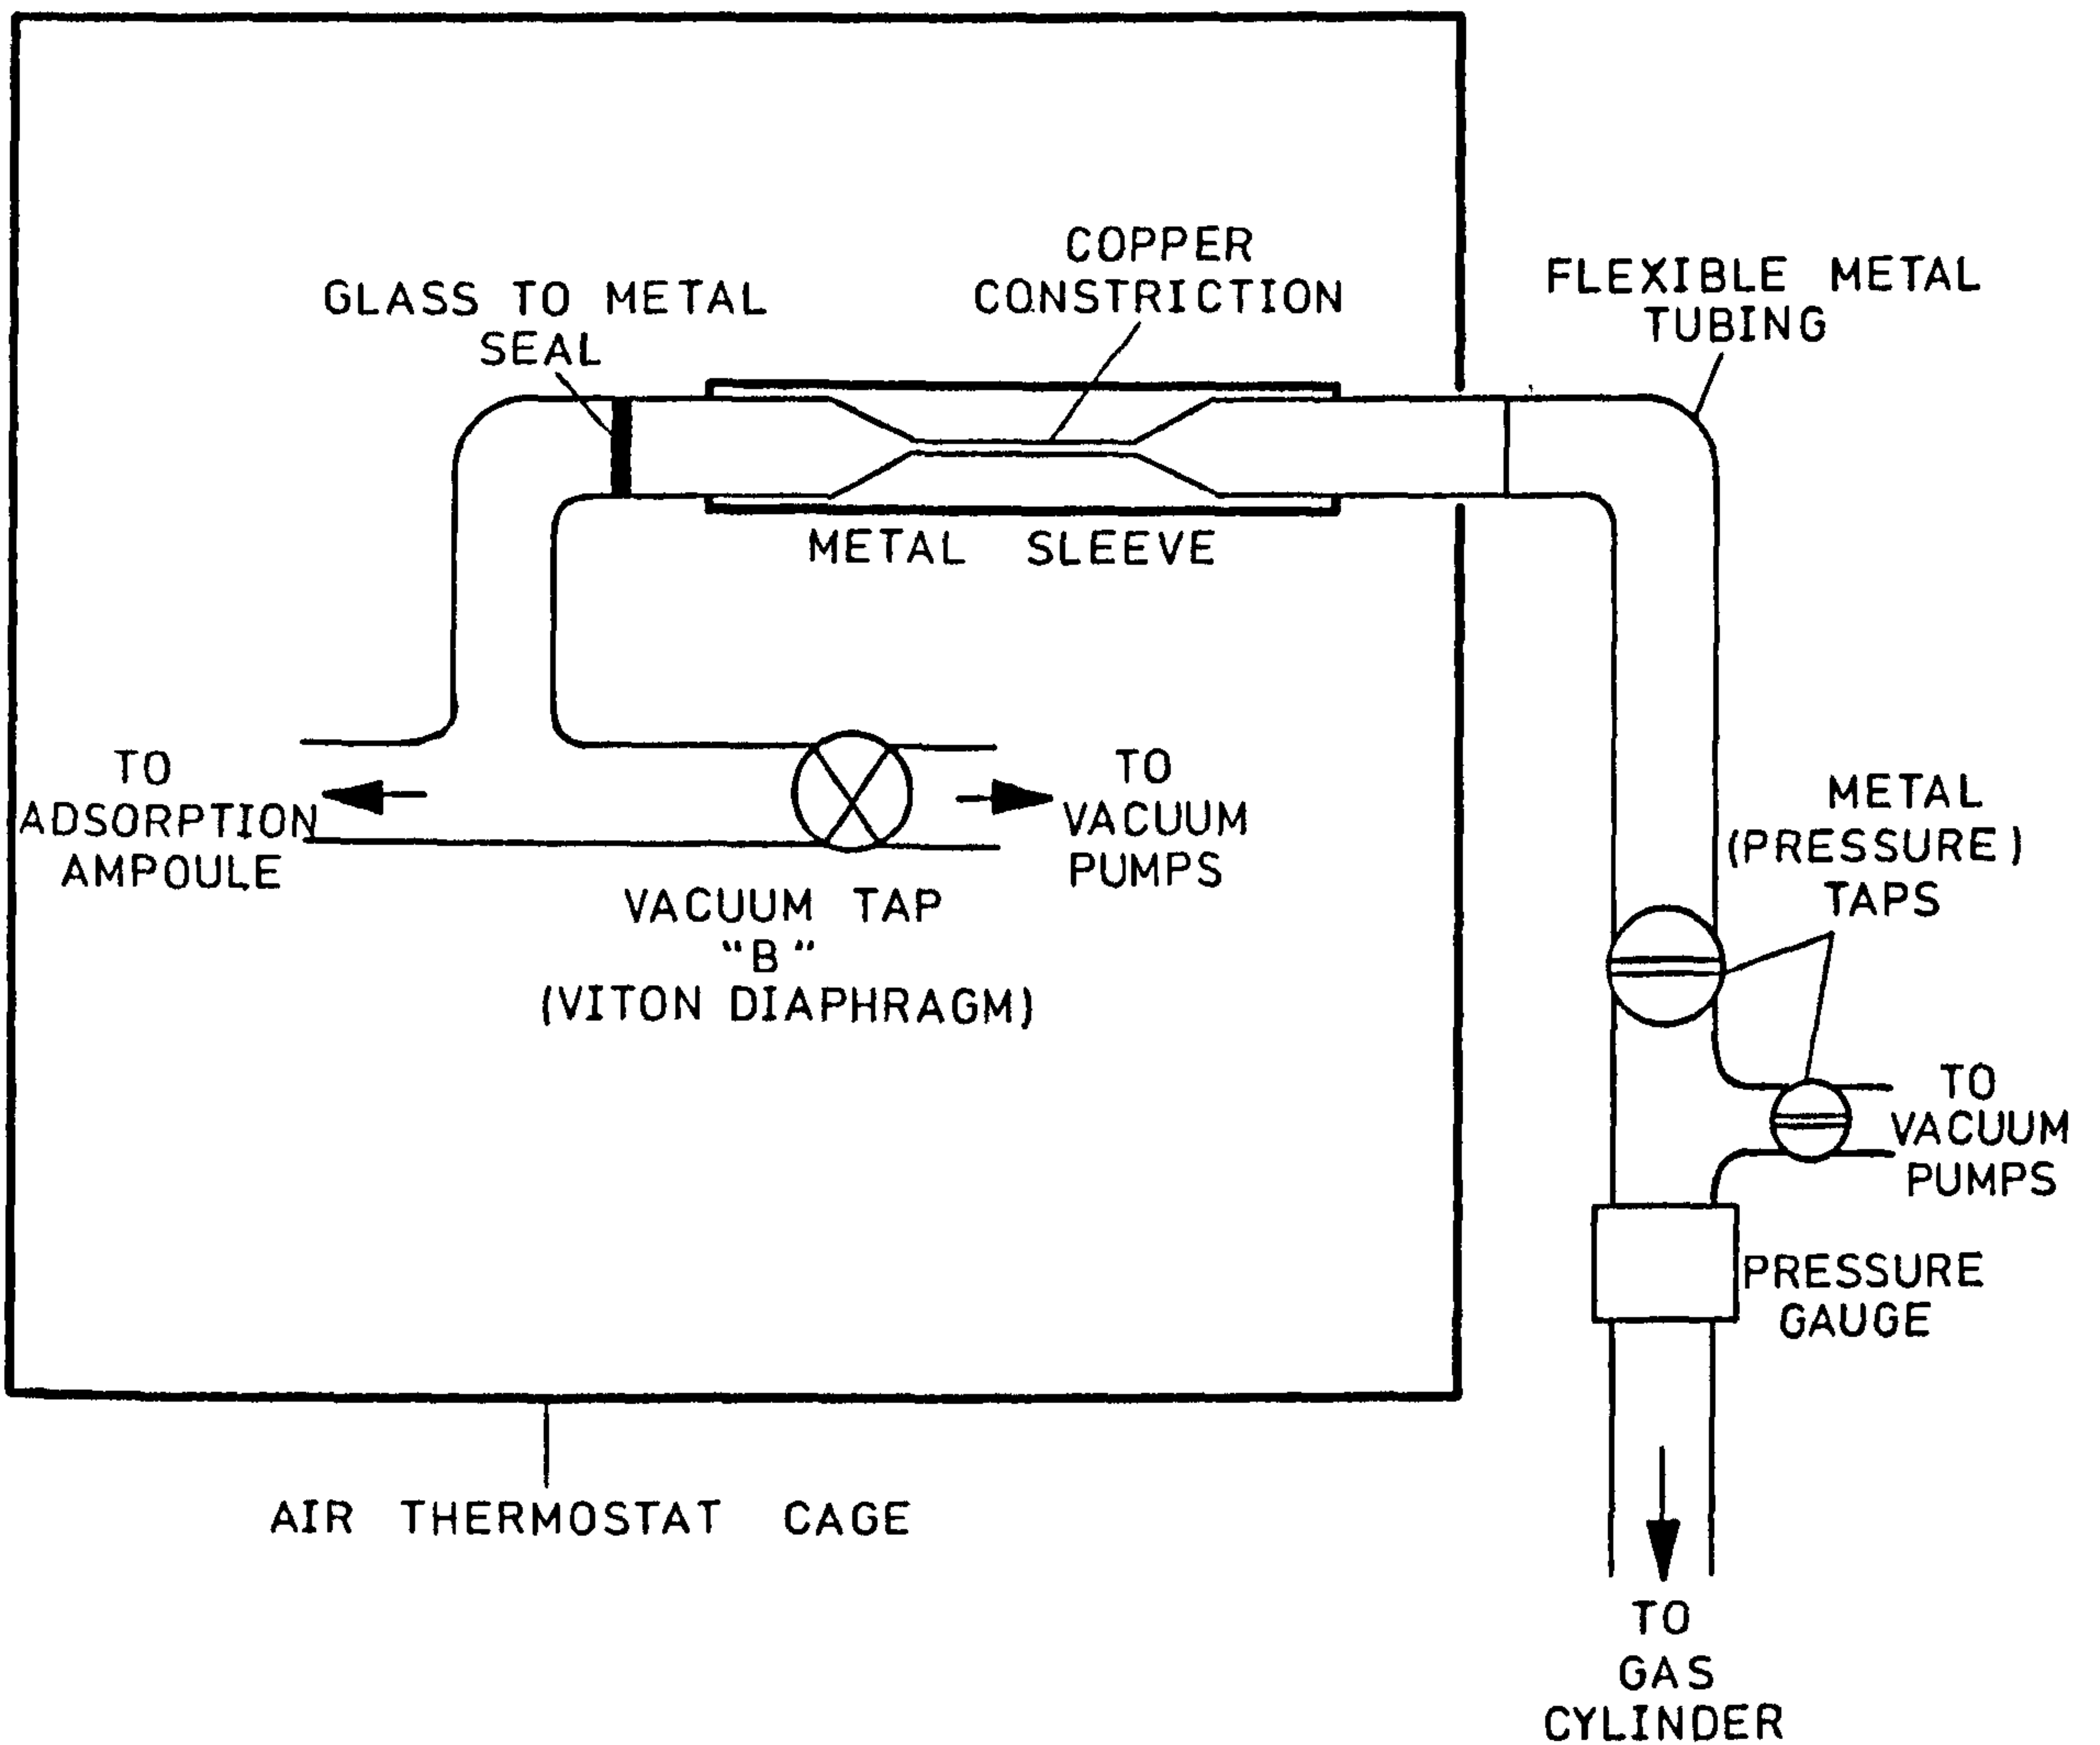 COPPER
CONSTRICTION
FLEXIBLE METAL
TUBING
GLASS TO METAL
SEAL
METAL SLEEVE
TO
ADSORPTION
AMPOULE
TO
VACUUM
PUMPS
METAL
(PRESSURE)
TAPS
VACUUM TAP
"B"
(VITON DIAPHRAGM)
TO
VACUUM
PUMPS
PRESSURE
GAUGE
AIR THERMOSTAT CAGE
TO
GAS
CYLINDER